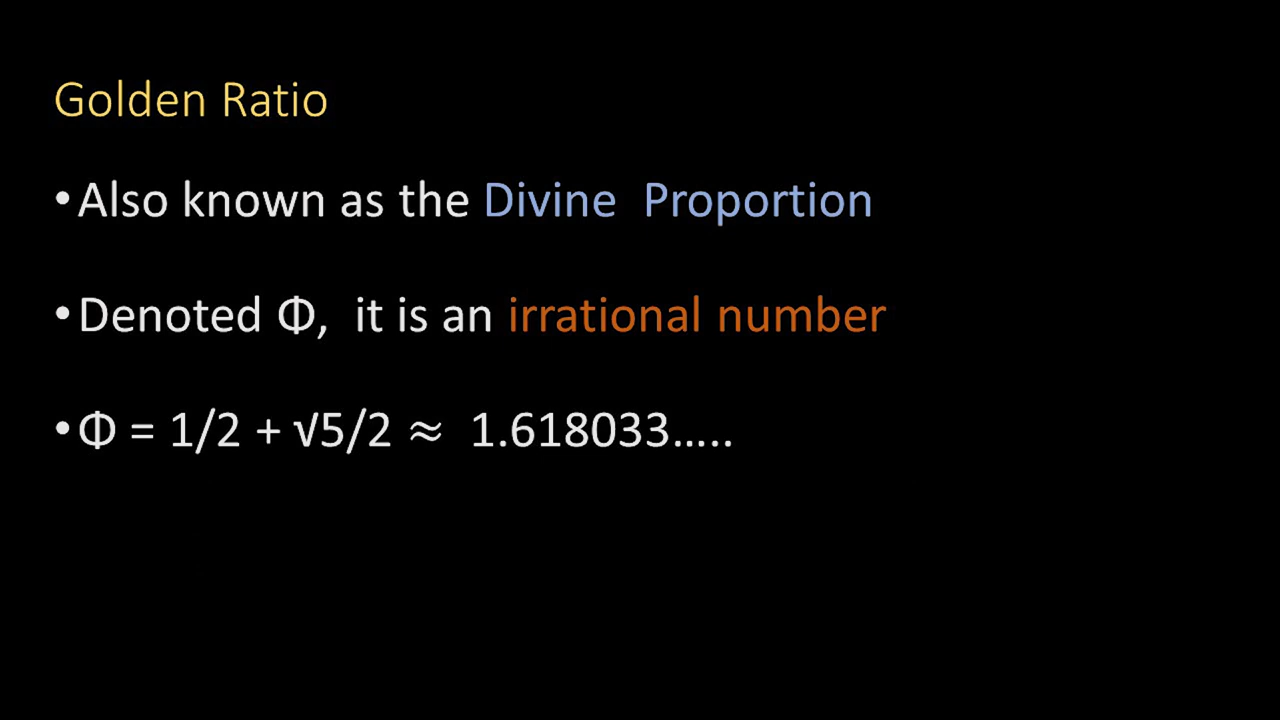 Golden Ratio
•Also known as the Divine  Proportion
•Denoted Φ,  it is an irrational number
•Φ = 1/2 + √5/2 ≈  1.618033.....